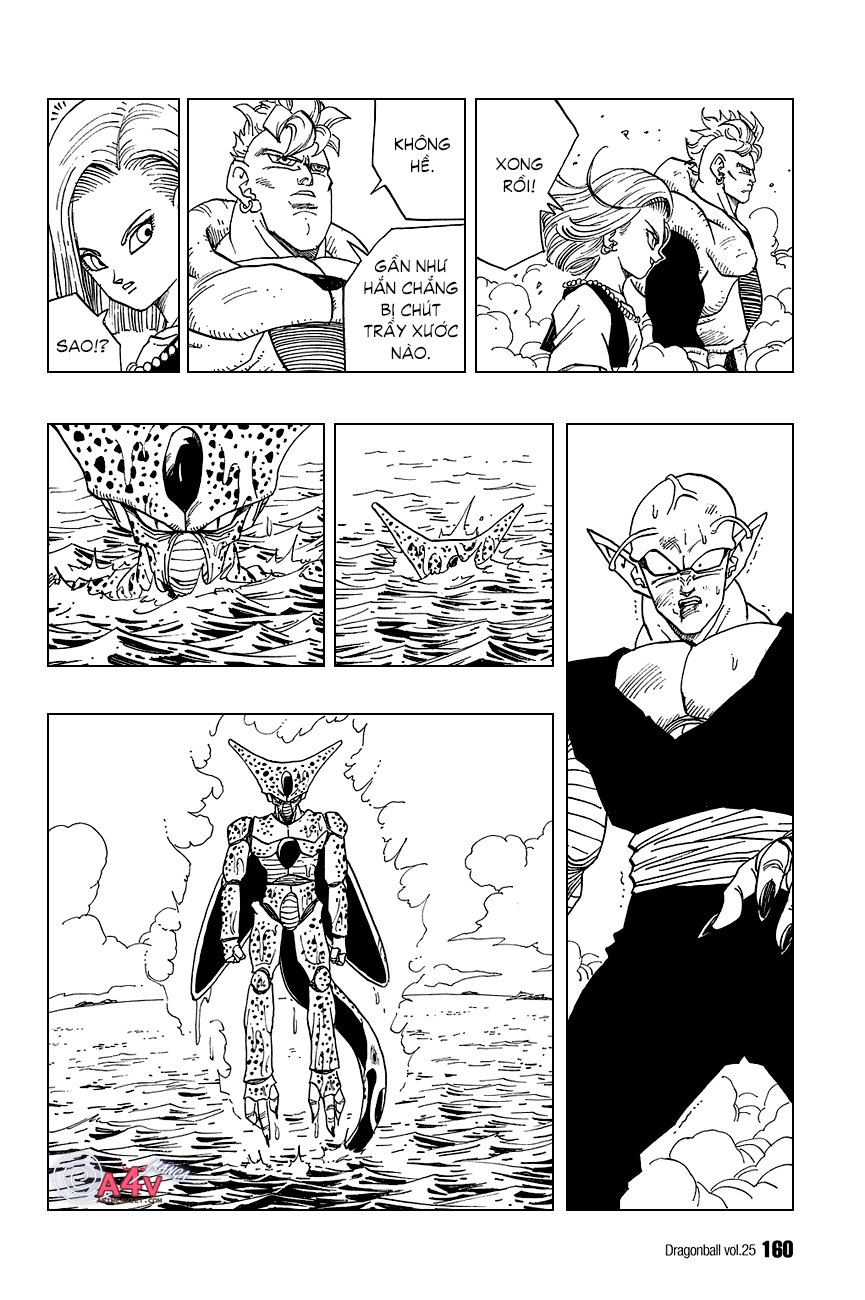 XONG
RỒI!
KHÔNG
HỀ.
GẦN NHƯ
HẮN CHẲNG
BỊ CHÚT
TRẦY XƯỚC
NÀO.
SAO!?
A4V
MANGA
Dragonball vol.25 160